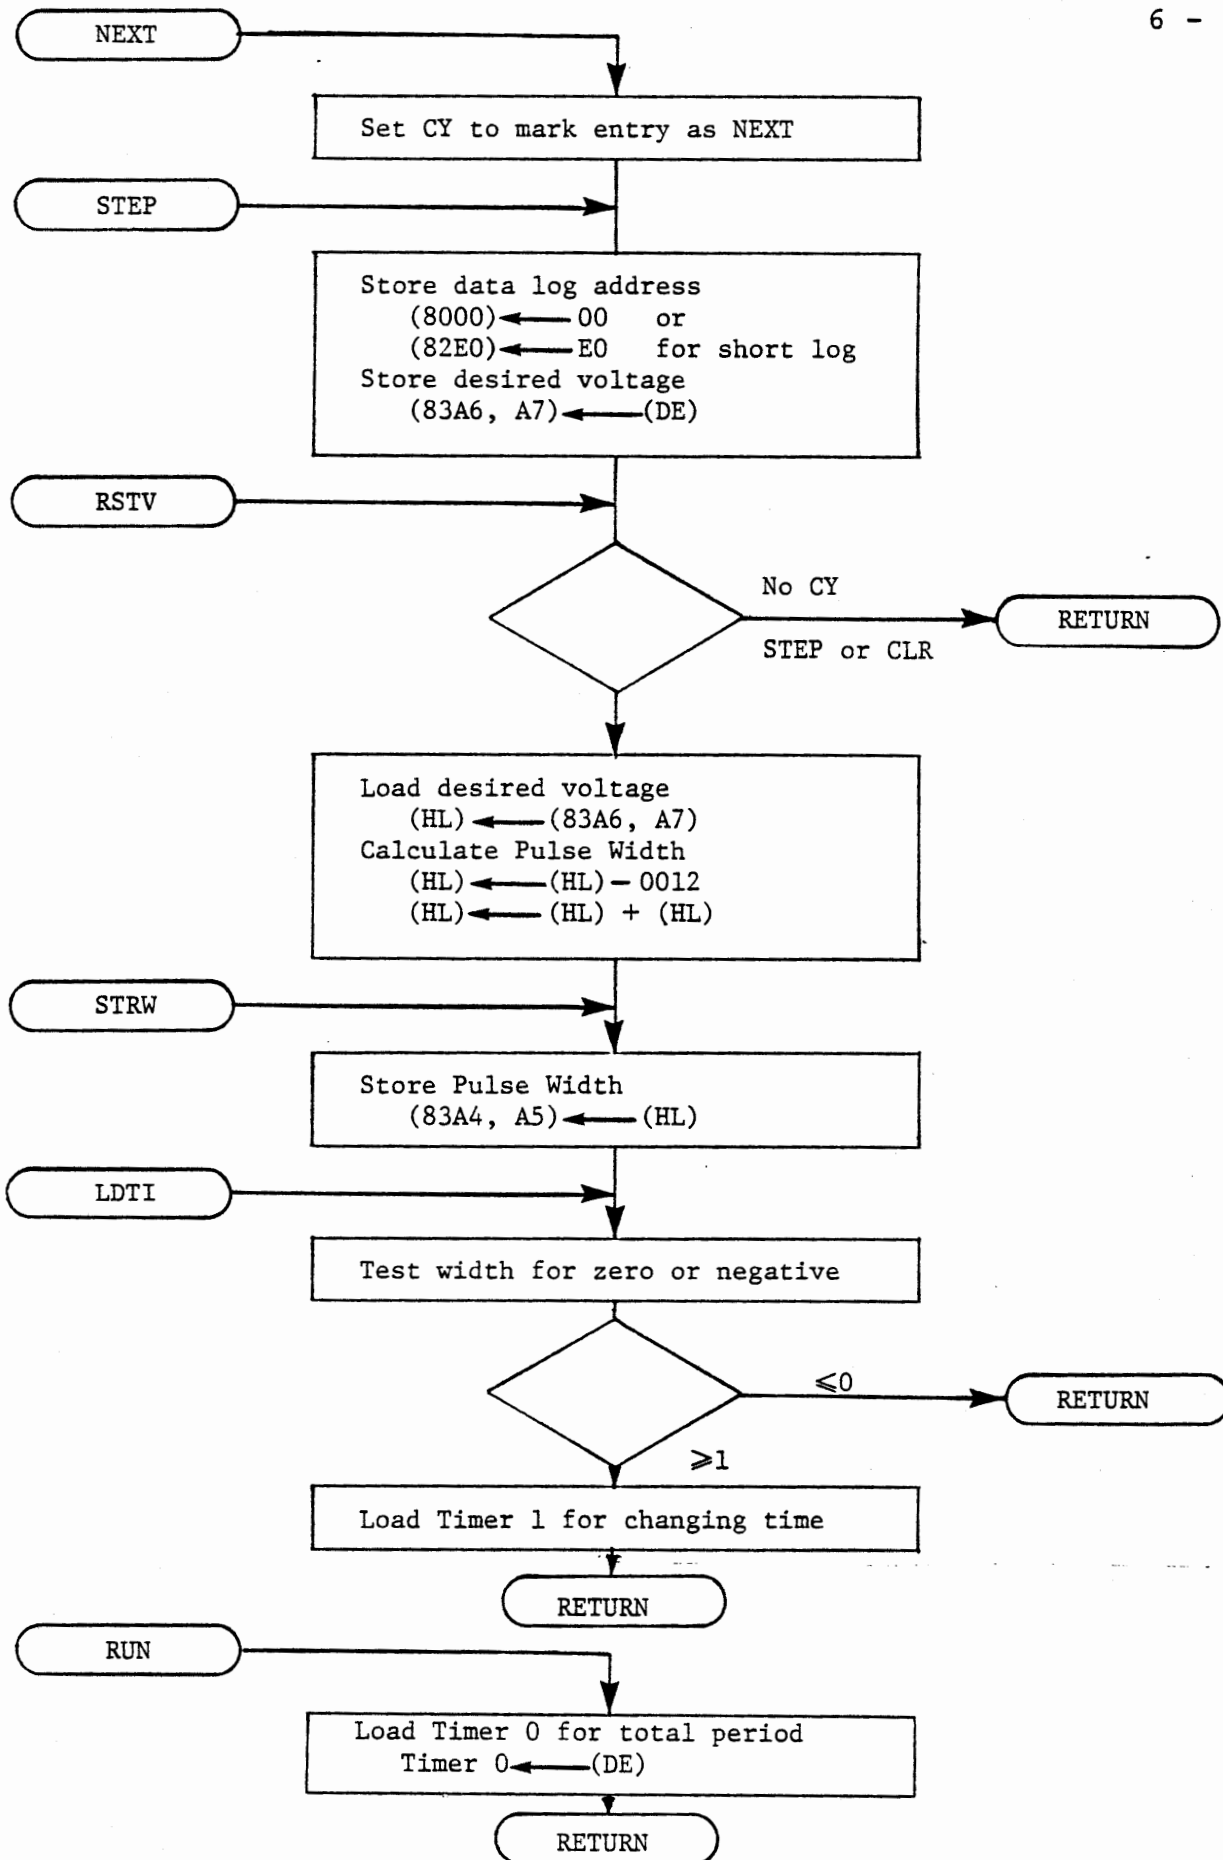 6 -
NEXT
Set CY to mark entry as NEXT
STEP
Store data log address
(8000) 00 or
(82E0) E0 for short log
Store desired voltage
(83A6, A7) (DE)
RSTV
No CY
STEP or CLR
RETURN
Load desired voltage
(HL) (83A6, A7)
Calculate Pulse Width
(HL) (HL) - 0012
(HL) (HL) + (HL)
STRW
Store Pulse Width
(83A4, A5) (HL)
LDTI
Test width for zero or negative
⩽0
RETURN
⩾1
Load Timer 1 for changing time
RETURN
RUN
Load Timer 0 for total period
Timer 0 (DE)
RETURN